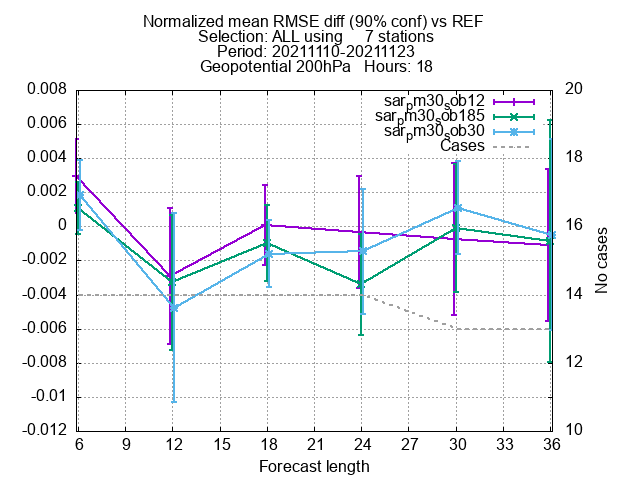 Normalized mean RMSE diff (90% conf) vs REF
Selection: ALL using 7 stations
Period: 20211110-20211123
Geopotential 200hPa Hours: 18
0.008
0.006
0.004
0.002
0
-0.002
-0.004
-0.006
-0.008
-0.01
-0.012
20
18
16
14
12
10
No cases
sarpm30sob12
sarpm30sob185
sarpm30sob30
Cases
6 9 12 15 18 21 24 27 30 33 36
Forecast length